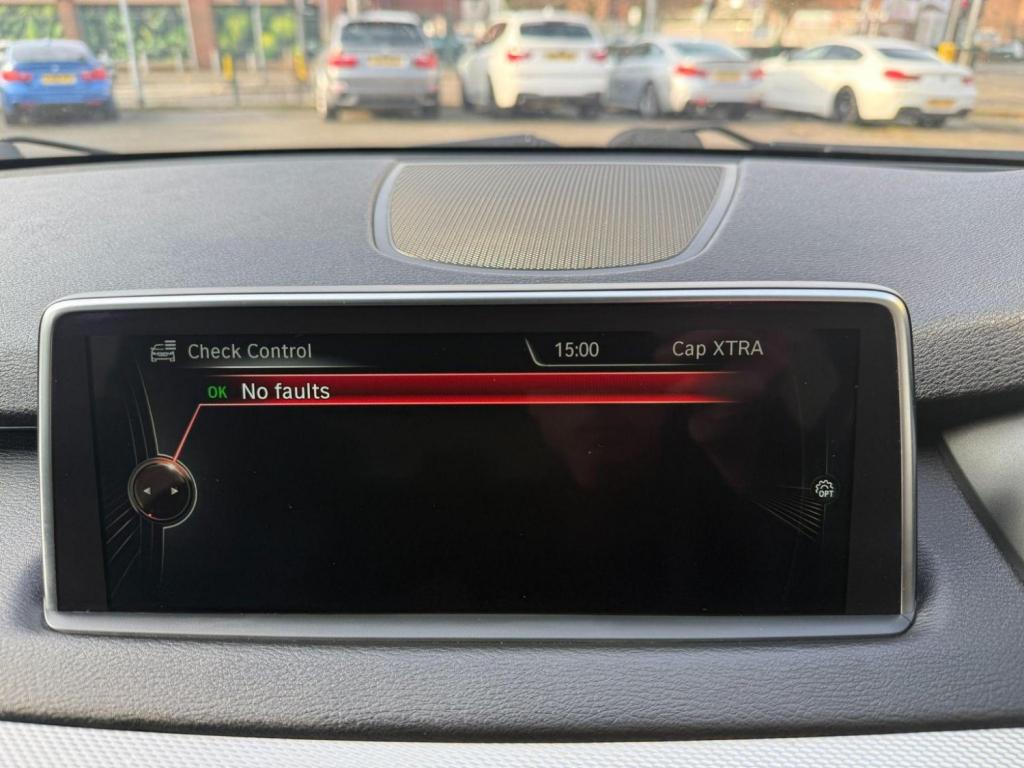 Check Control 15:00 Cap XTRA
OK No faults
OPT